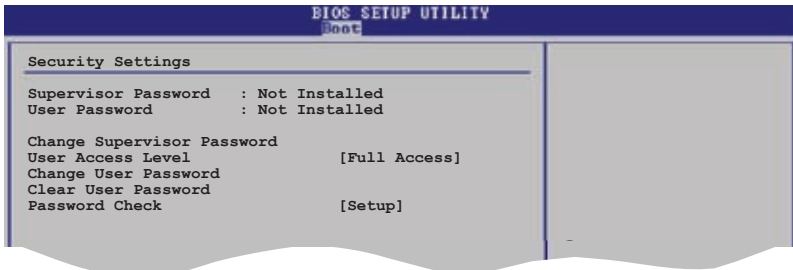 BIOS SETUP UTILITY
Boot
Security Settings
Supervisor Password : Not Installed
User Password : Not Installed
Change Supervisor Password
User Access Level [Full Access]
Change User Password
Clear User Password
Password Check [Setup]